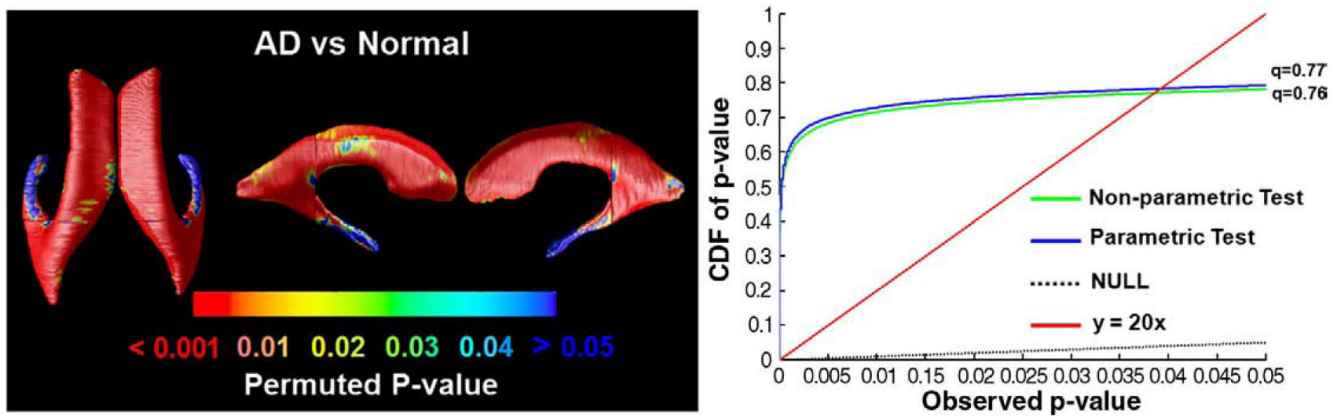 AD vs Normal
< 0.001 0.01 0.02 0.03 0.04 > 0.05
Permuted P-value
CDF of p-value
1
0.9
0.8
0.7
0.6
0.5
0.4
0.3
0.2
0.1
0
q=0.77
q=0.76
Non-parametric Test
Parametric Test
NULL
y = 20x
0 0.005 0.01 0.15 0.02 0.025 0.03 0.035 0.04 0.045 0.05
Observed p-value